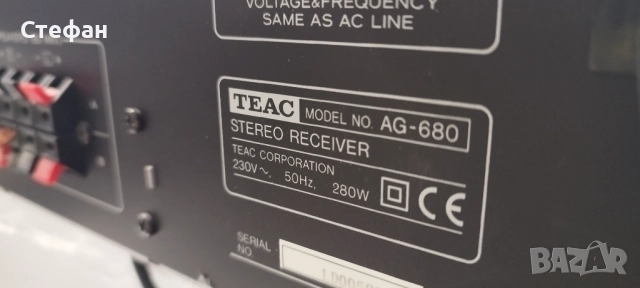 Стефан
VOLTAGE&FREQUENCY
SAME AS AC LINE
TEAC MODEL NO. AG-680
STEREO RECEIVER
TEAC CORPORATION
230V~, 50Hz, 280W CE
SERIAL NO.
BAZAR